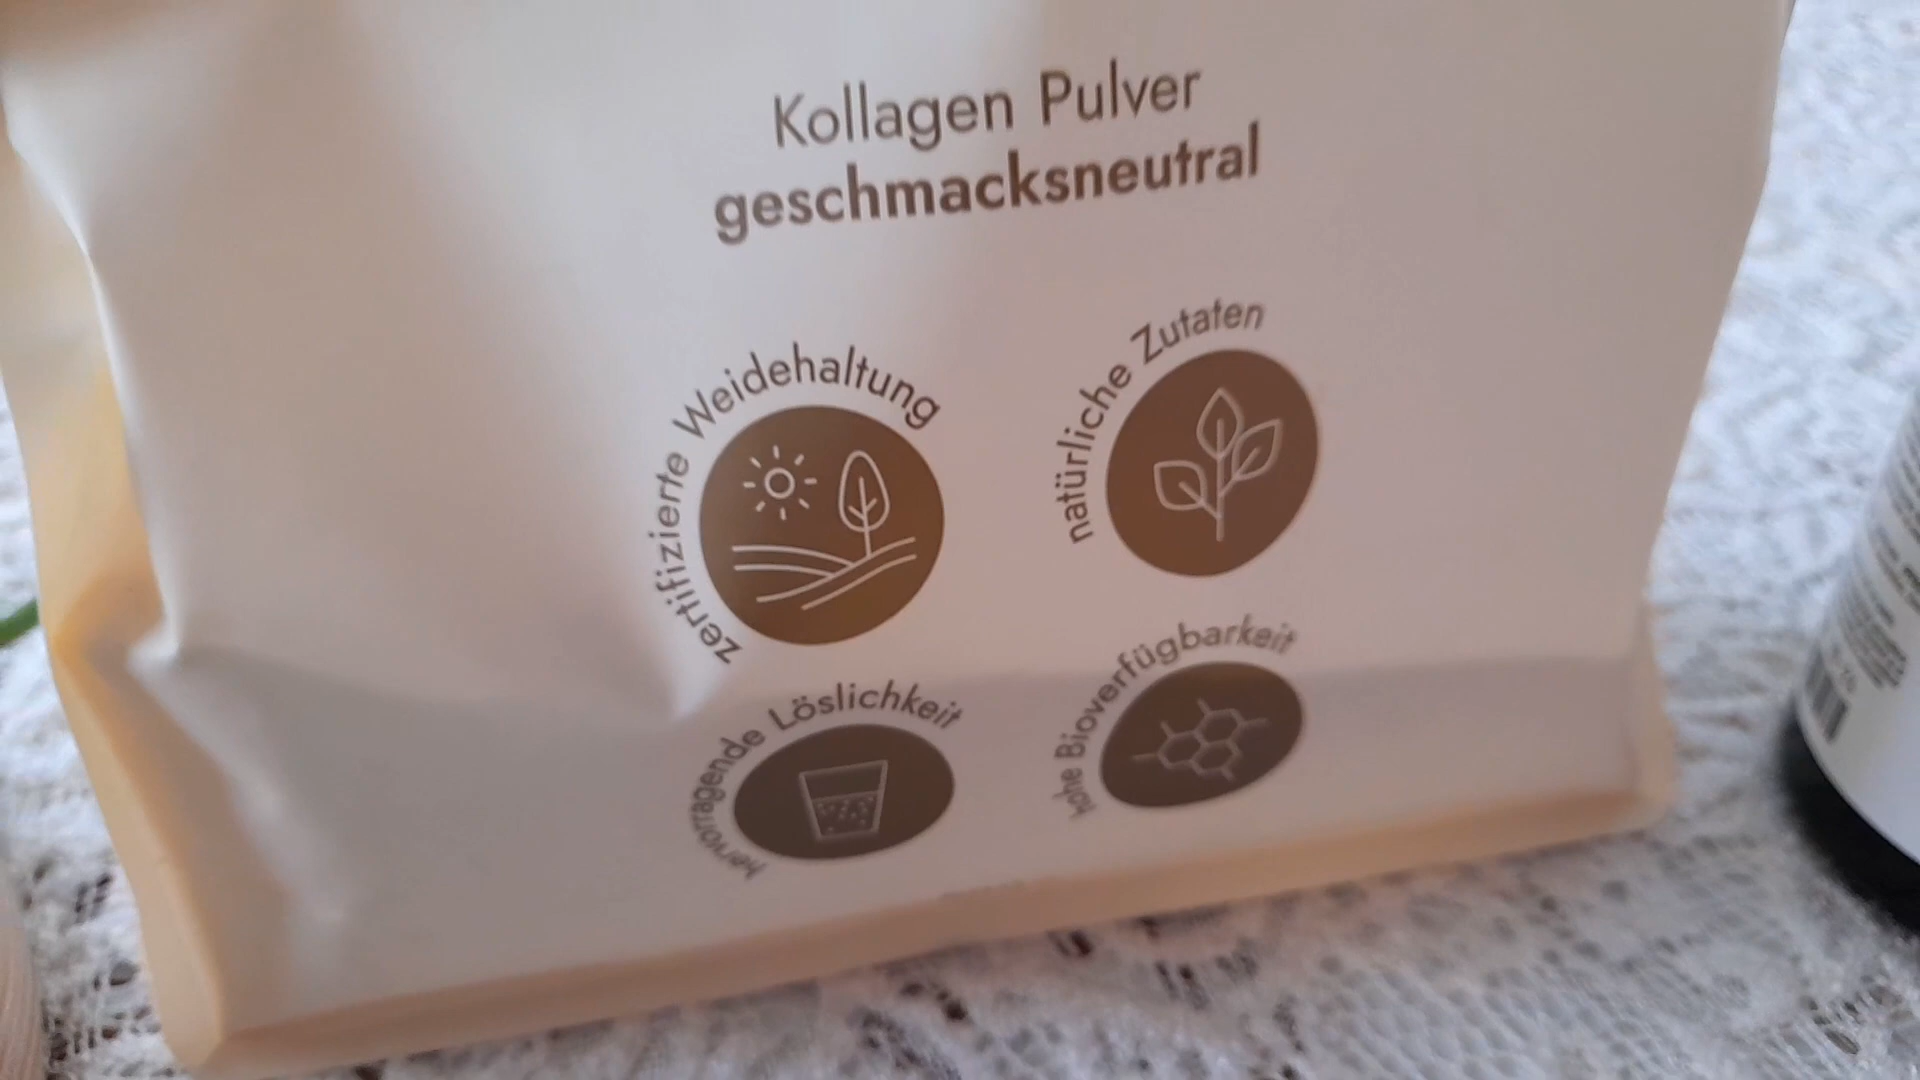 Kollagen Pulver
geschmacksneutral
zertifizierte Weidehaltung
natürliche Zutaten
hervorragende Löslichkeit
hohe Bioverfügbarkeit